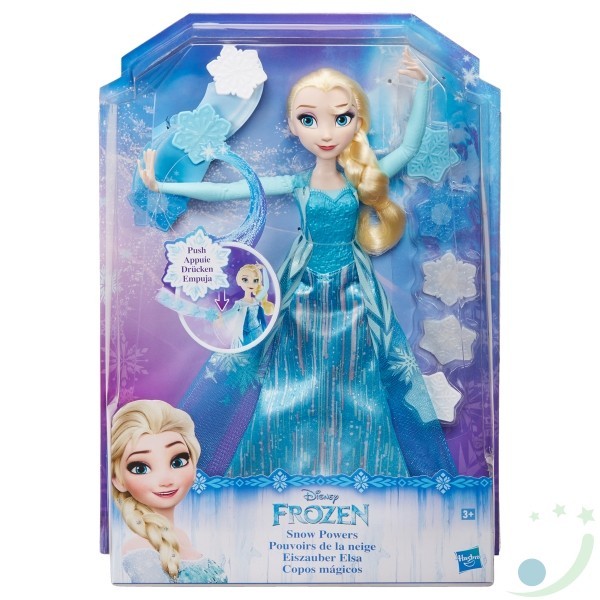 Push
Appuie
Drücken
Empuja
Disney
FROZEN
Snow Powers
Pouvoirs de la neige
Eiszauber Elsa
Copos mágicos
3+
Hasbro